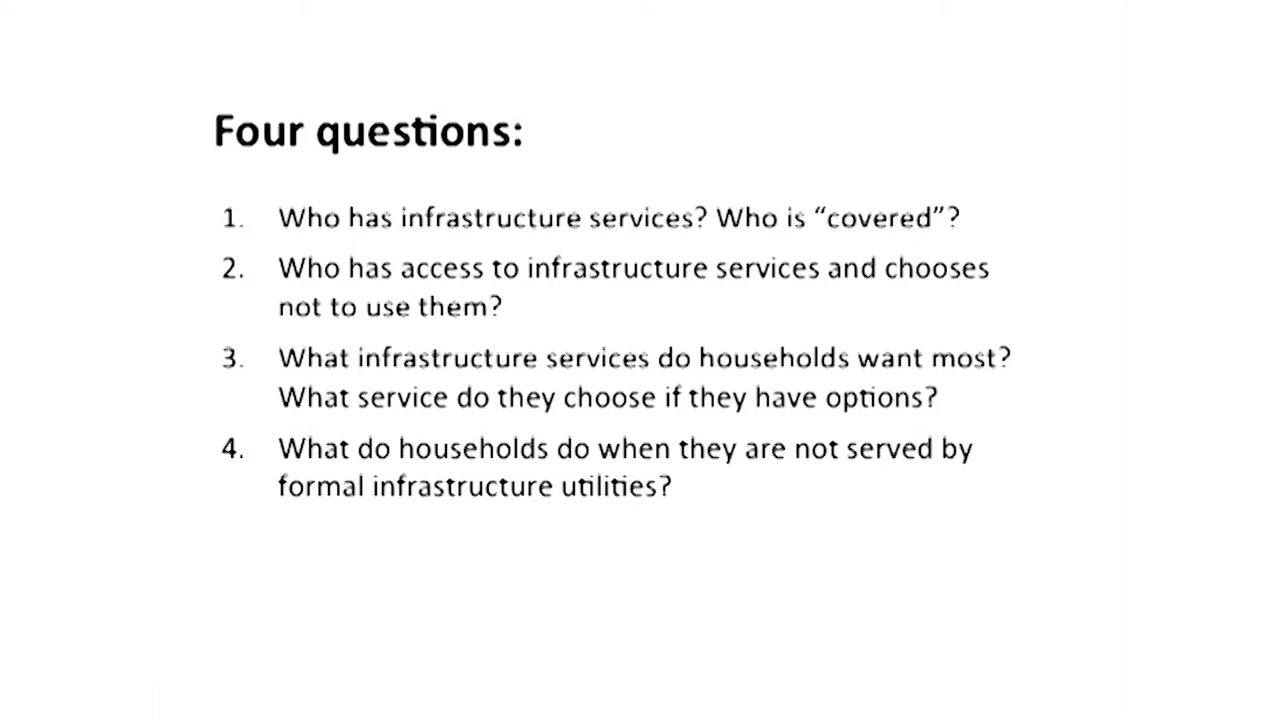 Four questions:
1. Who has infrastructure services? Who is “covered”?
2. Who has access to infrastructure services and chooses
not to use them?
3. What infrastructure services do households want most?
What service do they choose if they have options?
4. What do households do when they are not served by
formal infrastructure utilities?